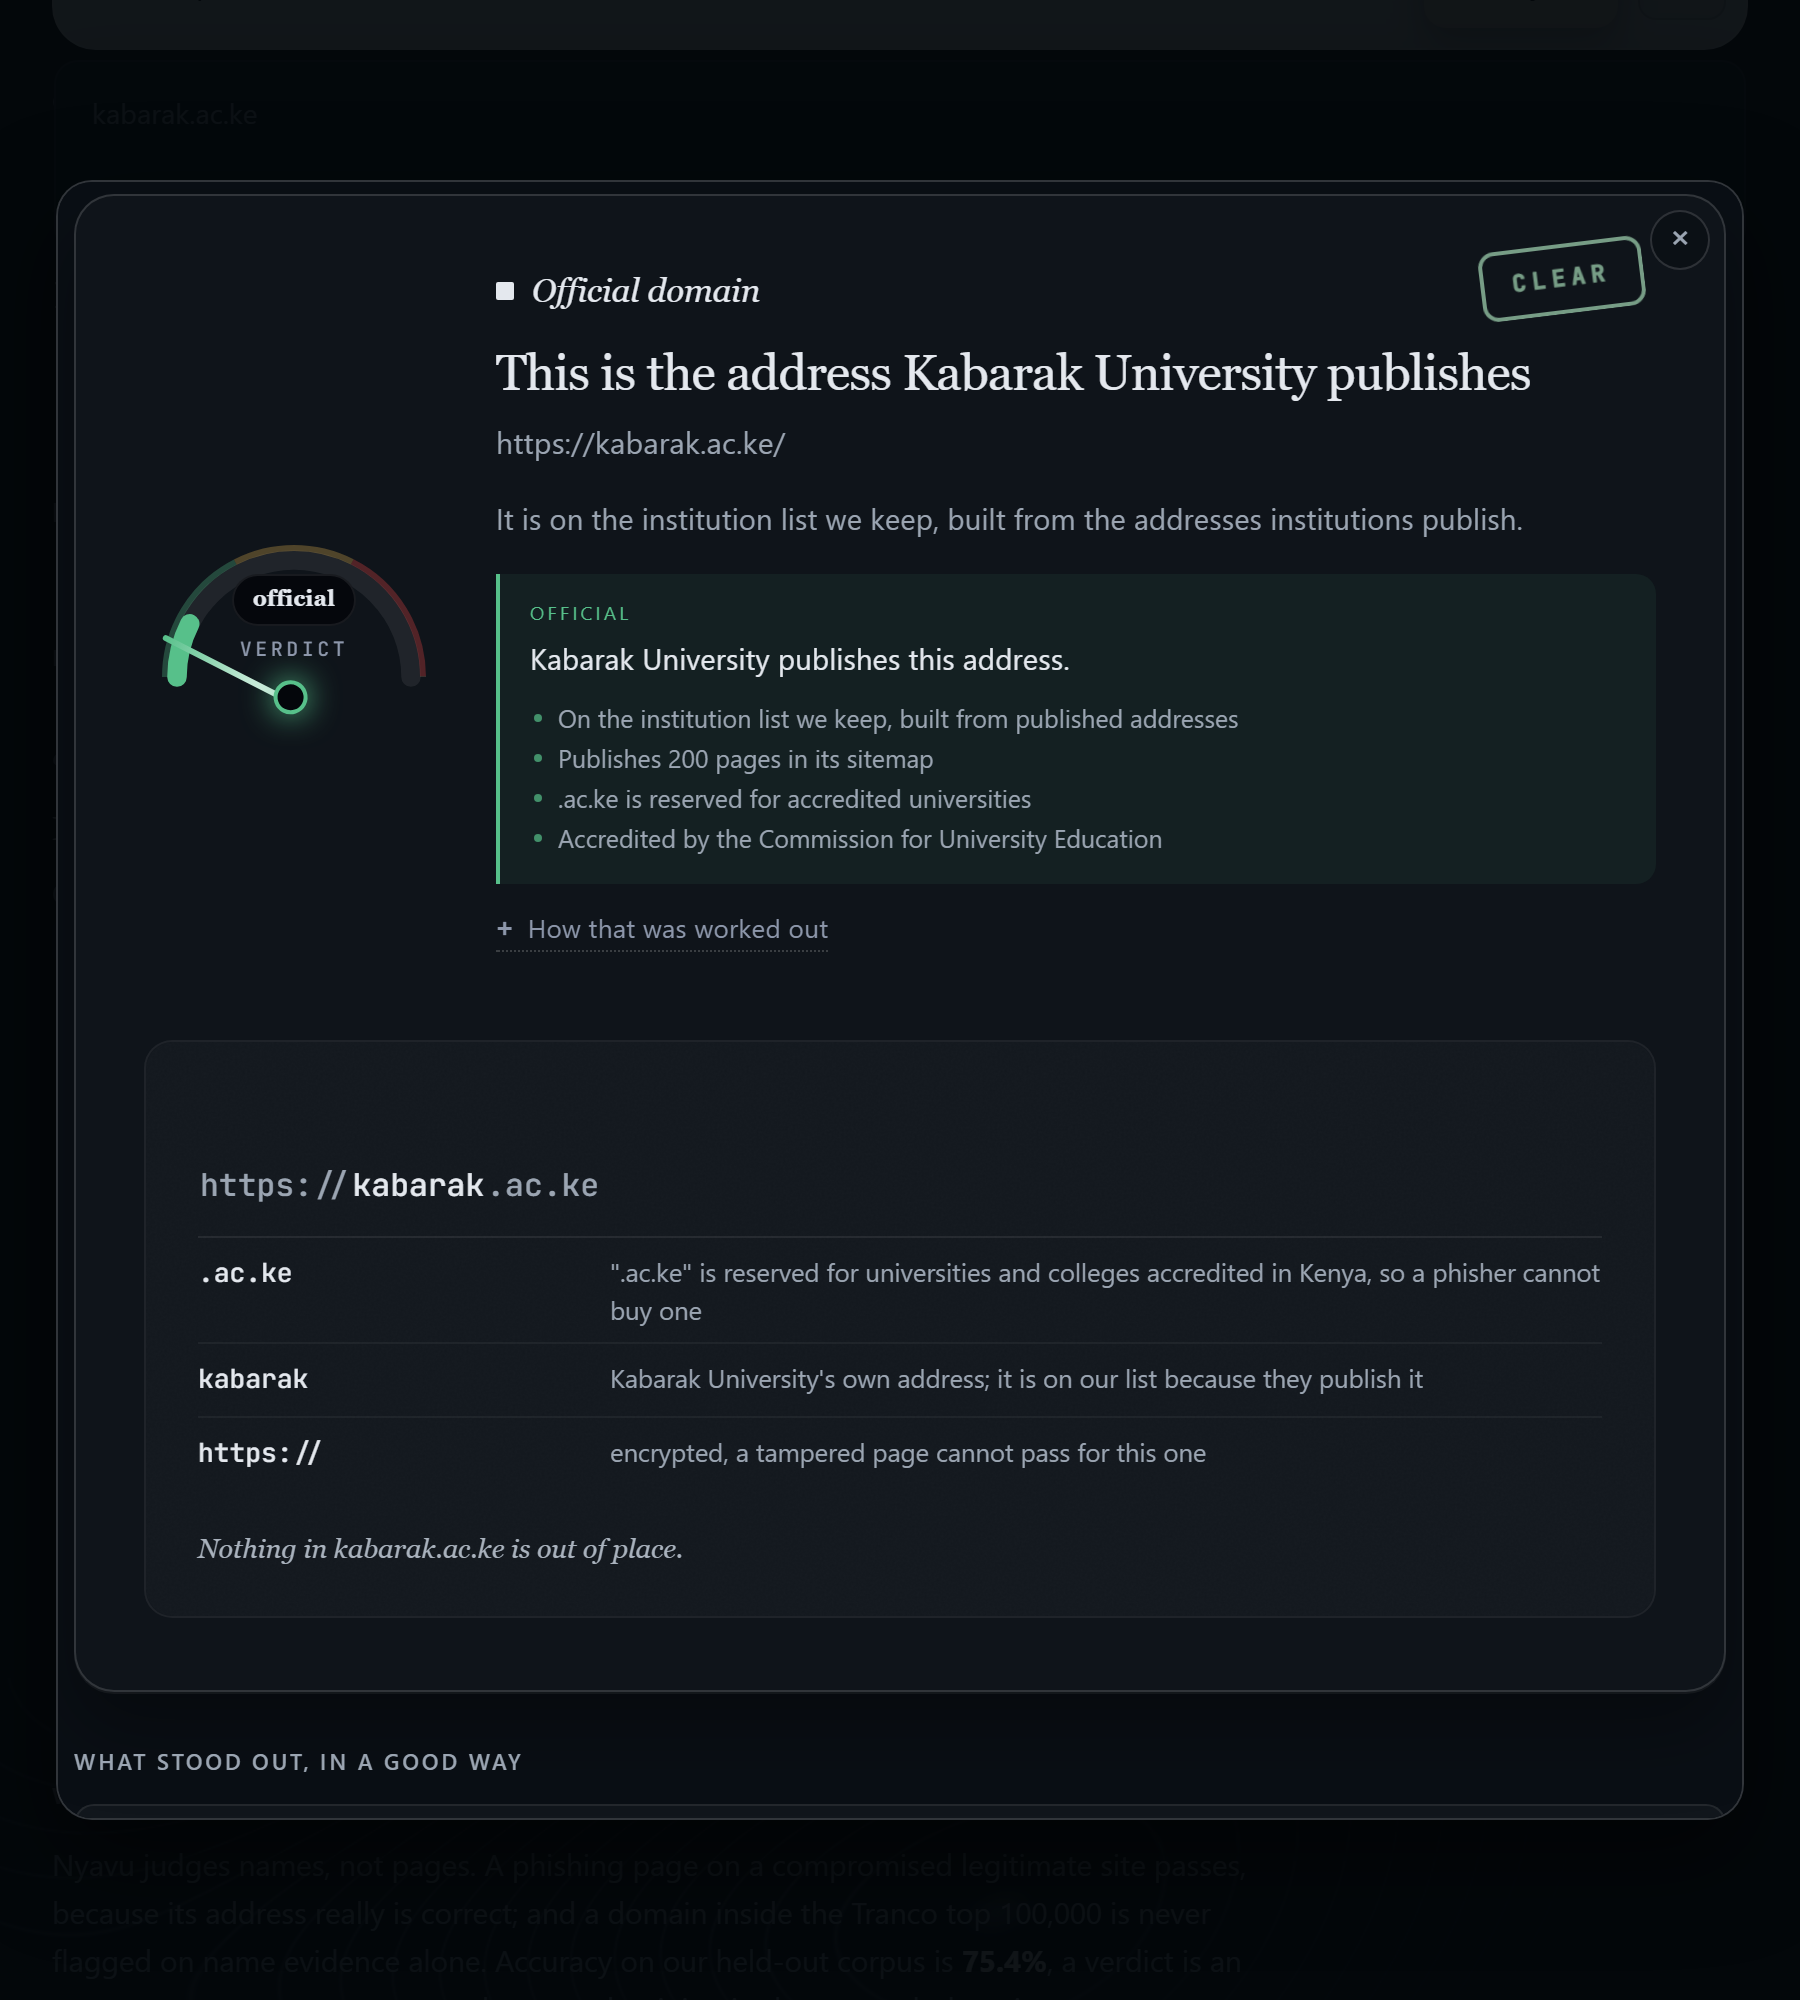 kabarak.ac.ke
×
CLEAR
Official domain
This is the address Kabarak University publishes
https://kabarak.ac.ke/
It is on the institution list we keep, built from the addresses institutions publish.
official
VERDICT
OFFICIAL
Kabarak University publishes this address.
• On the institution list we keep, built from published addresses
• Publishes 200 pages in its sitemap
• .ac.ke is reserved for accredited universities
• Accredited by the Commission for University Education
+ How that was worked out
https://kabarak.ac.ke
.ac.ke
".ac.ke" is reserved for universities and colleges accredited in Kenya, so a phisher cannot
buy one
kabarak
Kabarak University's own address; it is on our list because they publish it
https://
encrypted, a tampered page cannot pass for this one
Nothing in kabarak.ac.ke is out of place.
WHAT STOOD OUT, IN A GOOD WAY
Nyavu judges names, not pages. A phishing page on a compromised legitimate site passes,
because its address really is correct; and a domain inside the Tranco top 100,000 is never
flagged on name evidence alone. Accuracy on our held-out corpus is 75.4%, a verdict is an